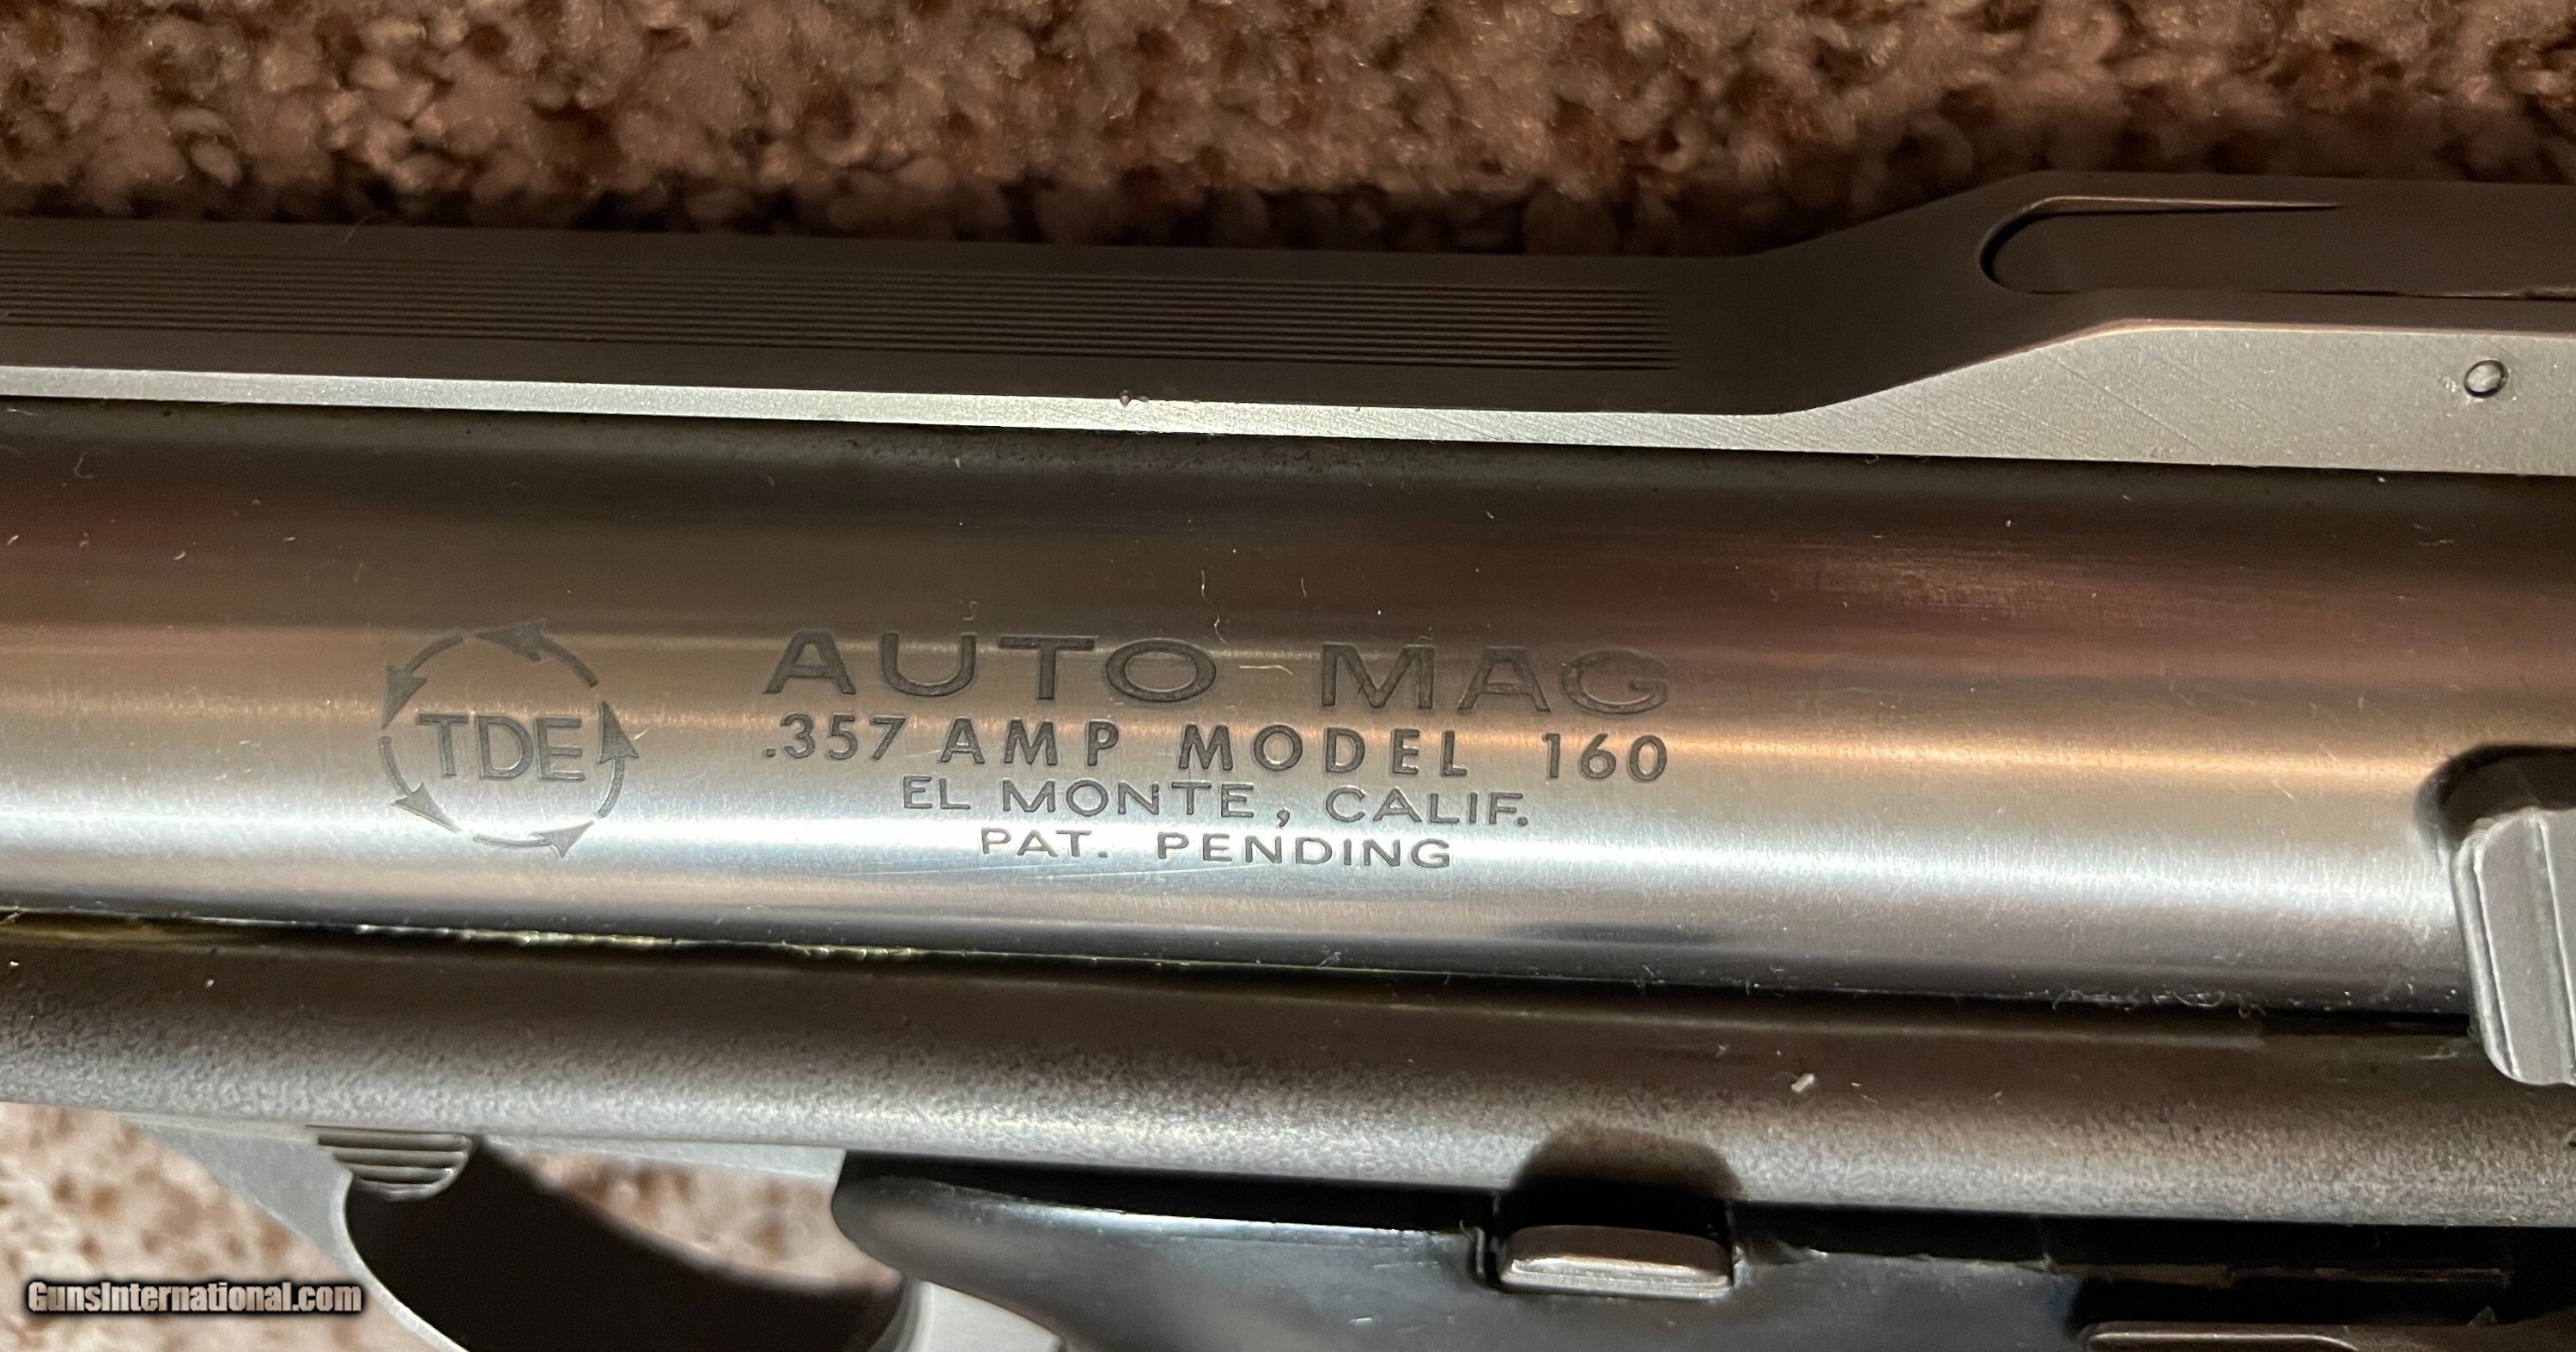 TDE
AUTO MAG
.357 AMP MODEL 160
EL MONTE, CALIF.
PAT. PENDING
GunsInternational.com